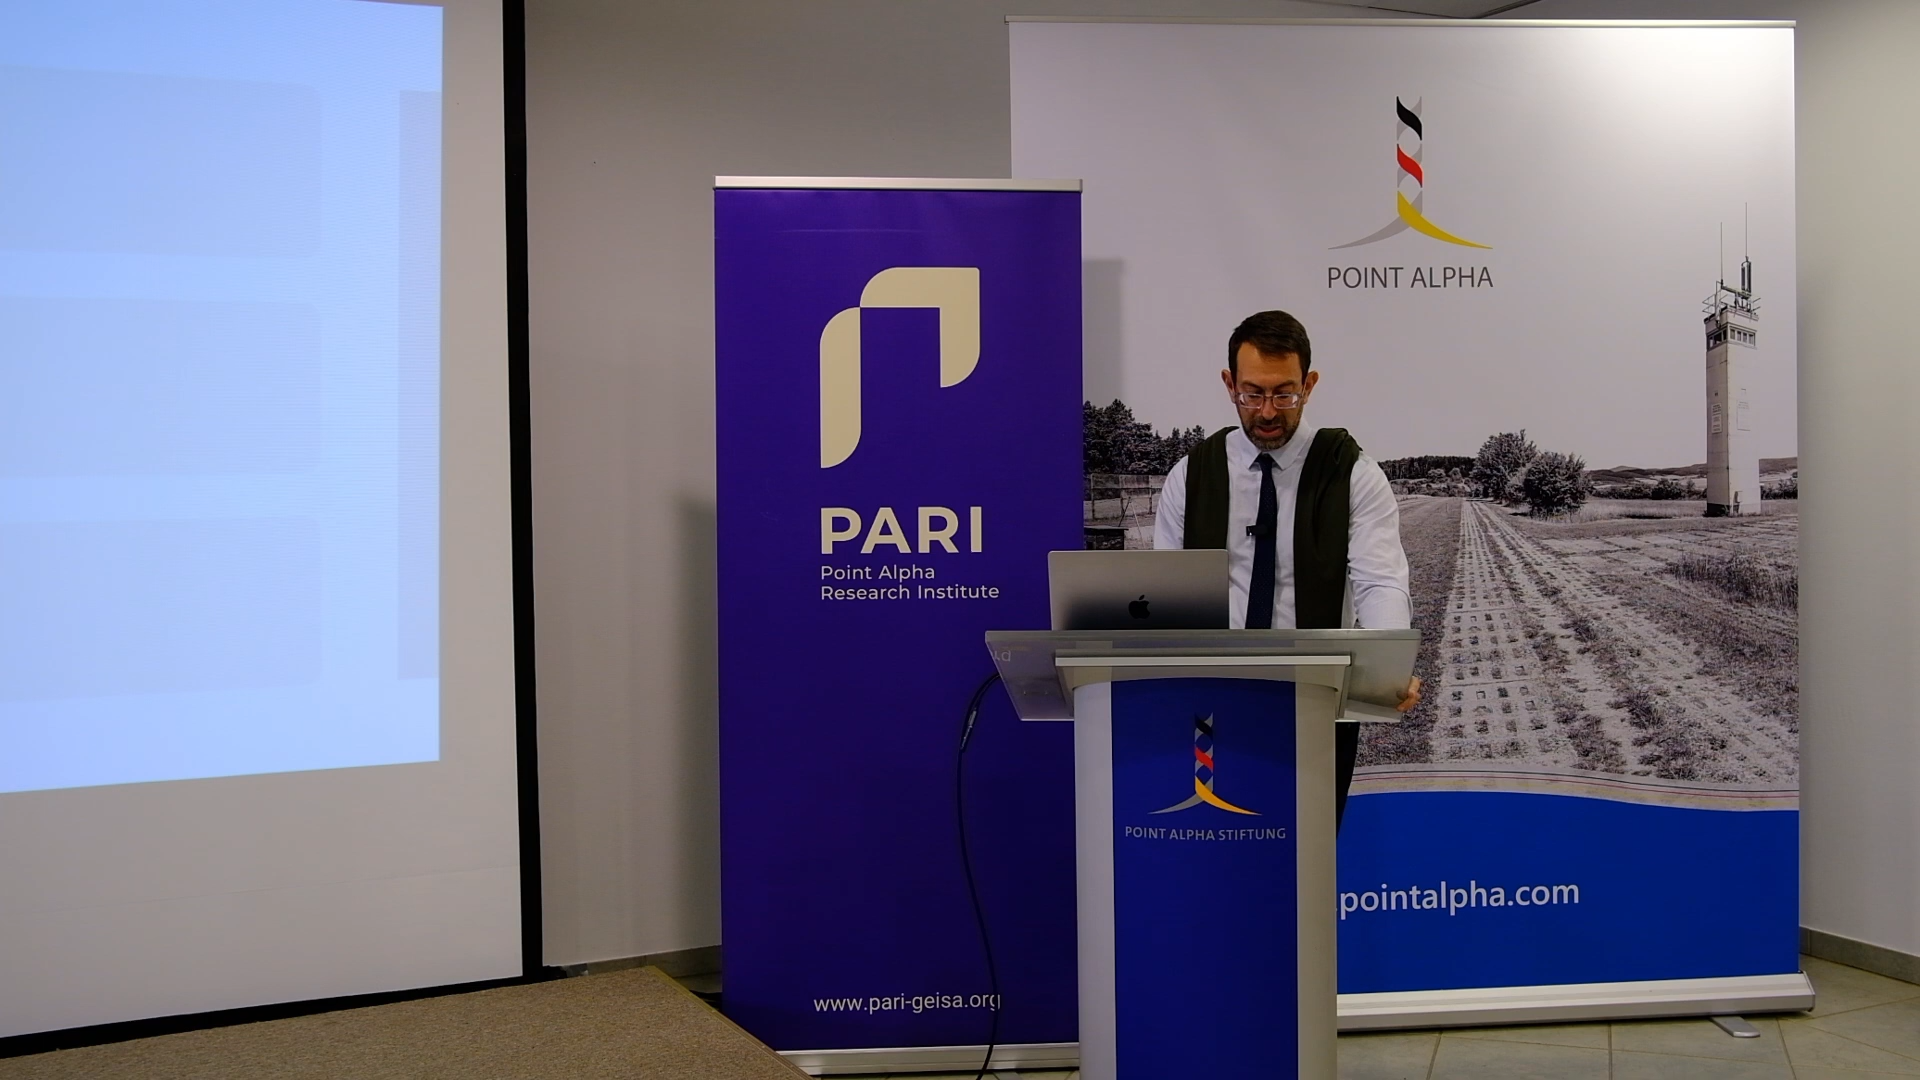 PARI
Point Alpha
Research Institute
www.pari-geisa.org
POINT ALPHA
.pointalpha.com
POINT ALPHA STIFTUNG